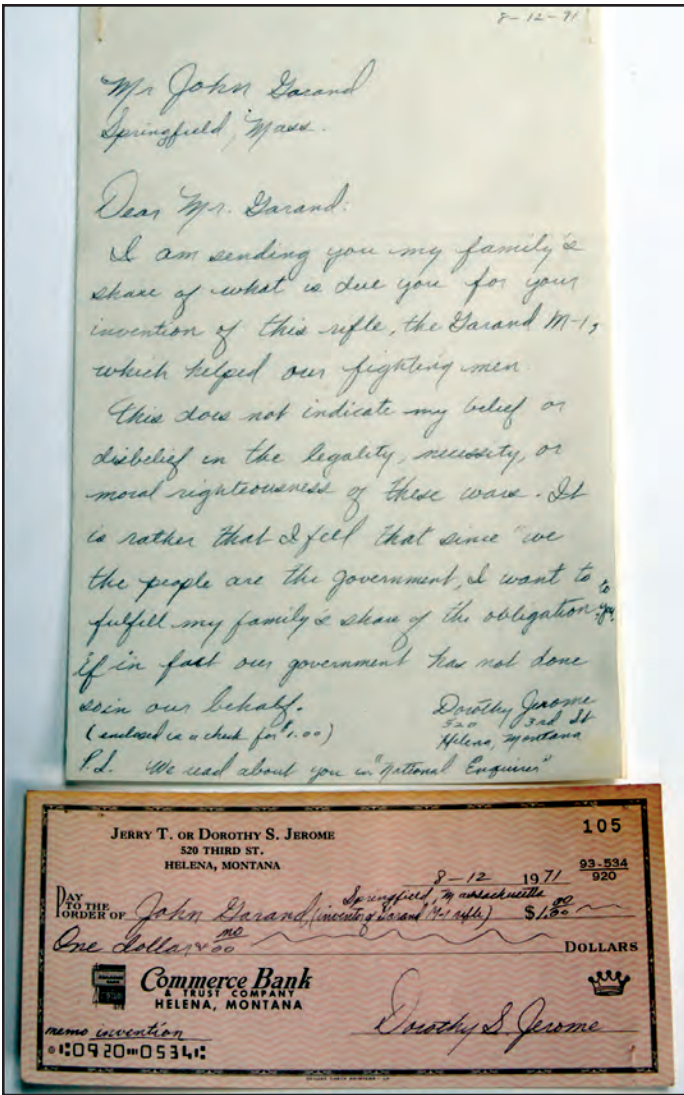 8-12-71
Mr John Garand
Springfield, Mass.
Dear Mr. Garand:
I am sending you my family's
share of what is due you for your
invention of this rifle, the Garand M-1,
which helped our fighting men.
This does not indicate my belief or
disbelief in the legality, necessity, or
moral righteousness of these wars. It
is rather that I feel that since "we
the people are the government, I want to
fulfill my family's share of the obligation to you
if in fact our government has not done
so in our behalf.
(enclosed is a check for $1.00)
Dorothy Jerome
520 3rd St
Helena, Montana
P.S. We read about you in "National Enquirer"
JERRY T. OR DOROTHY S. JEROME
520 THIRD ST.
HELENA, MONTANA
105
93-534
920
8-12 1971
PAY TO THE ORDER OF John Garand Springfield, Massachusetts (inventor of Garand M-1 rifle) $1.00
One dollar & no/00 DOLLARS
Commerce Bank
& TRUST COMPANY
HELENA, MONTANA
memo invention
Dorothy S. Jerome
⑆0920⑉0534⑆